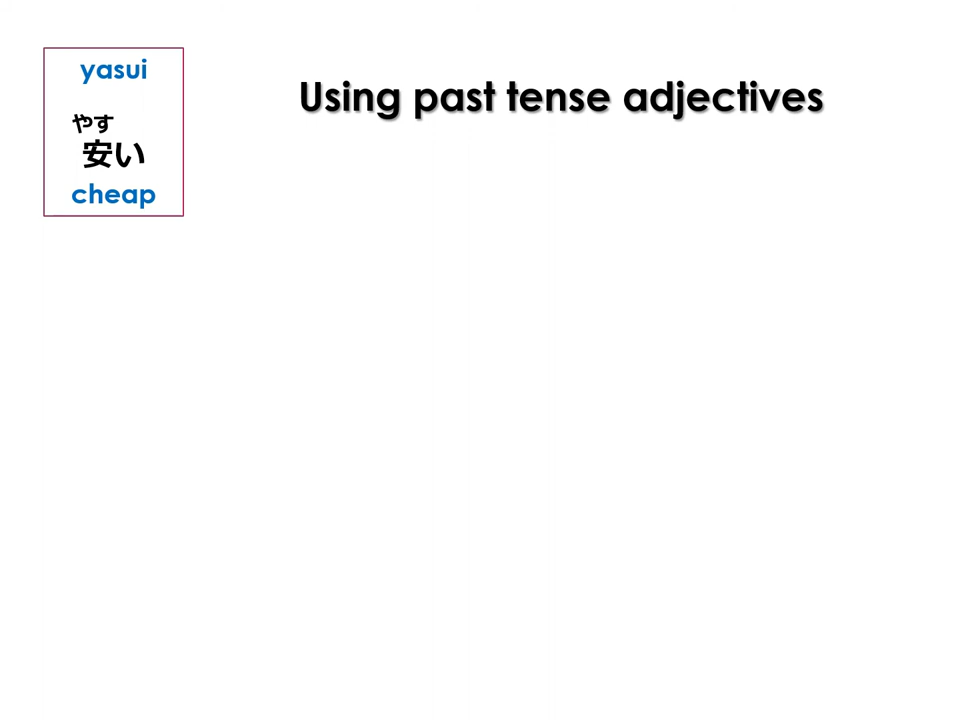 yasui
やす
安い
cheap
Using past tense adjectives